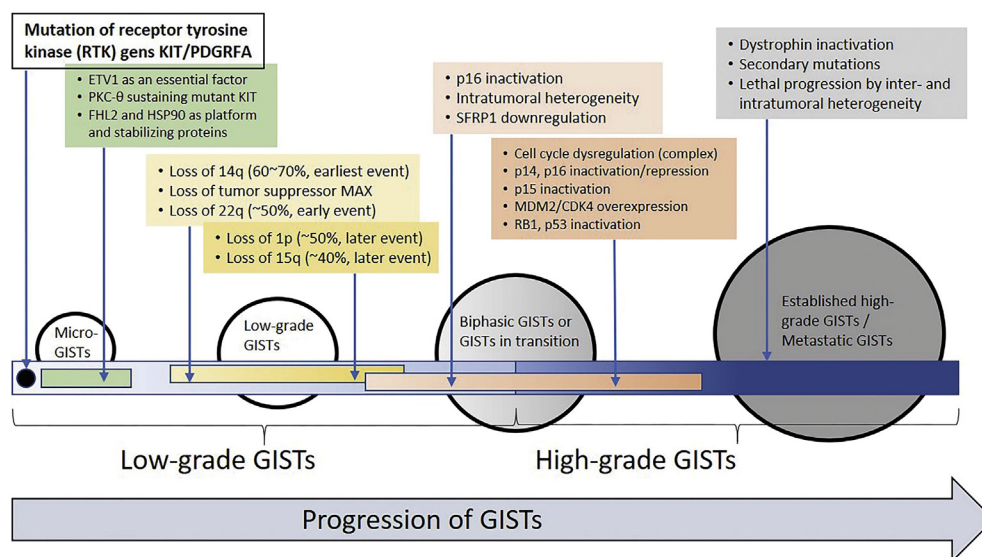 Mutation of receptor tyrosine
kinase (RTK) gens KIT/PDGRFA
• ETV1 as an essential factor
• PKC-θ sustaining mutant KIT
• FHL2 and HSP90 as platform
and stabilizing proteins
• Loss of 14q (60~70%, earliest event)
• Loss of tumor suppressor MAX
• Loss of 22q (~50%, early event)
• Loss of 1p (~50%, later event)
• Loss of 15q (~40%, later event)
• p16 inactivation
• Intratumoral heterogeneity
• SFRP1 downregulation
• Cell cycle dysregulation (complex)
• p14, p16 inactivation/repression
• p15 inactivation
• MDM2/CDK4 overexpression
• RB1, p53 inactivation
• Dystrophin inactivation
• Secondary mutations
• Lethal progression by inter- and
intratumoral heterogeneity
Micro-
GISTs
Low-grade
GISTs
Biphasic GISTs or
GISTs in transition
Established high-
grade GISTs /
Metastatic GISTs
Low-grade GISTs
High-grade GISTs
Progression of GISTs